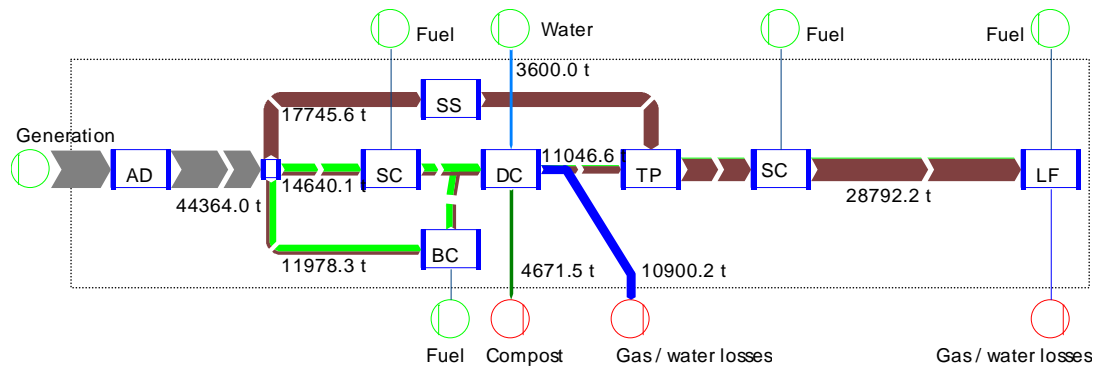 Fuel
Water
Fuel
Fuel
3600.0 t
17745.6 t
SS
Generation
11046.6 t
AD
14640.1 t
SC
DC
TP
SC
LF
44364.0 t
28792.2 t
BC
11978.3 t
4671.5 t
10900.2 t
Fuel
Compost
Gas / water losses
Gas / water losses